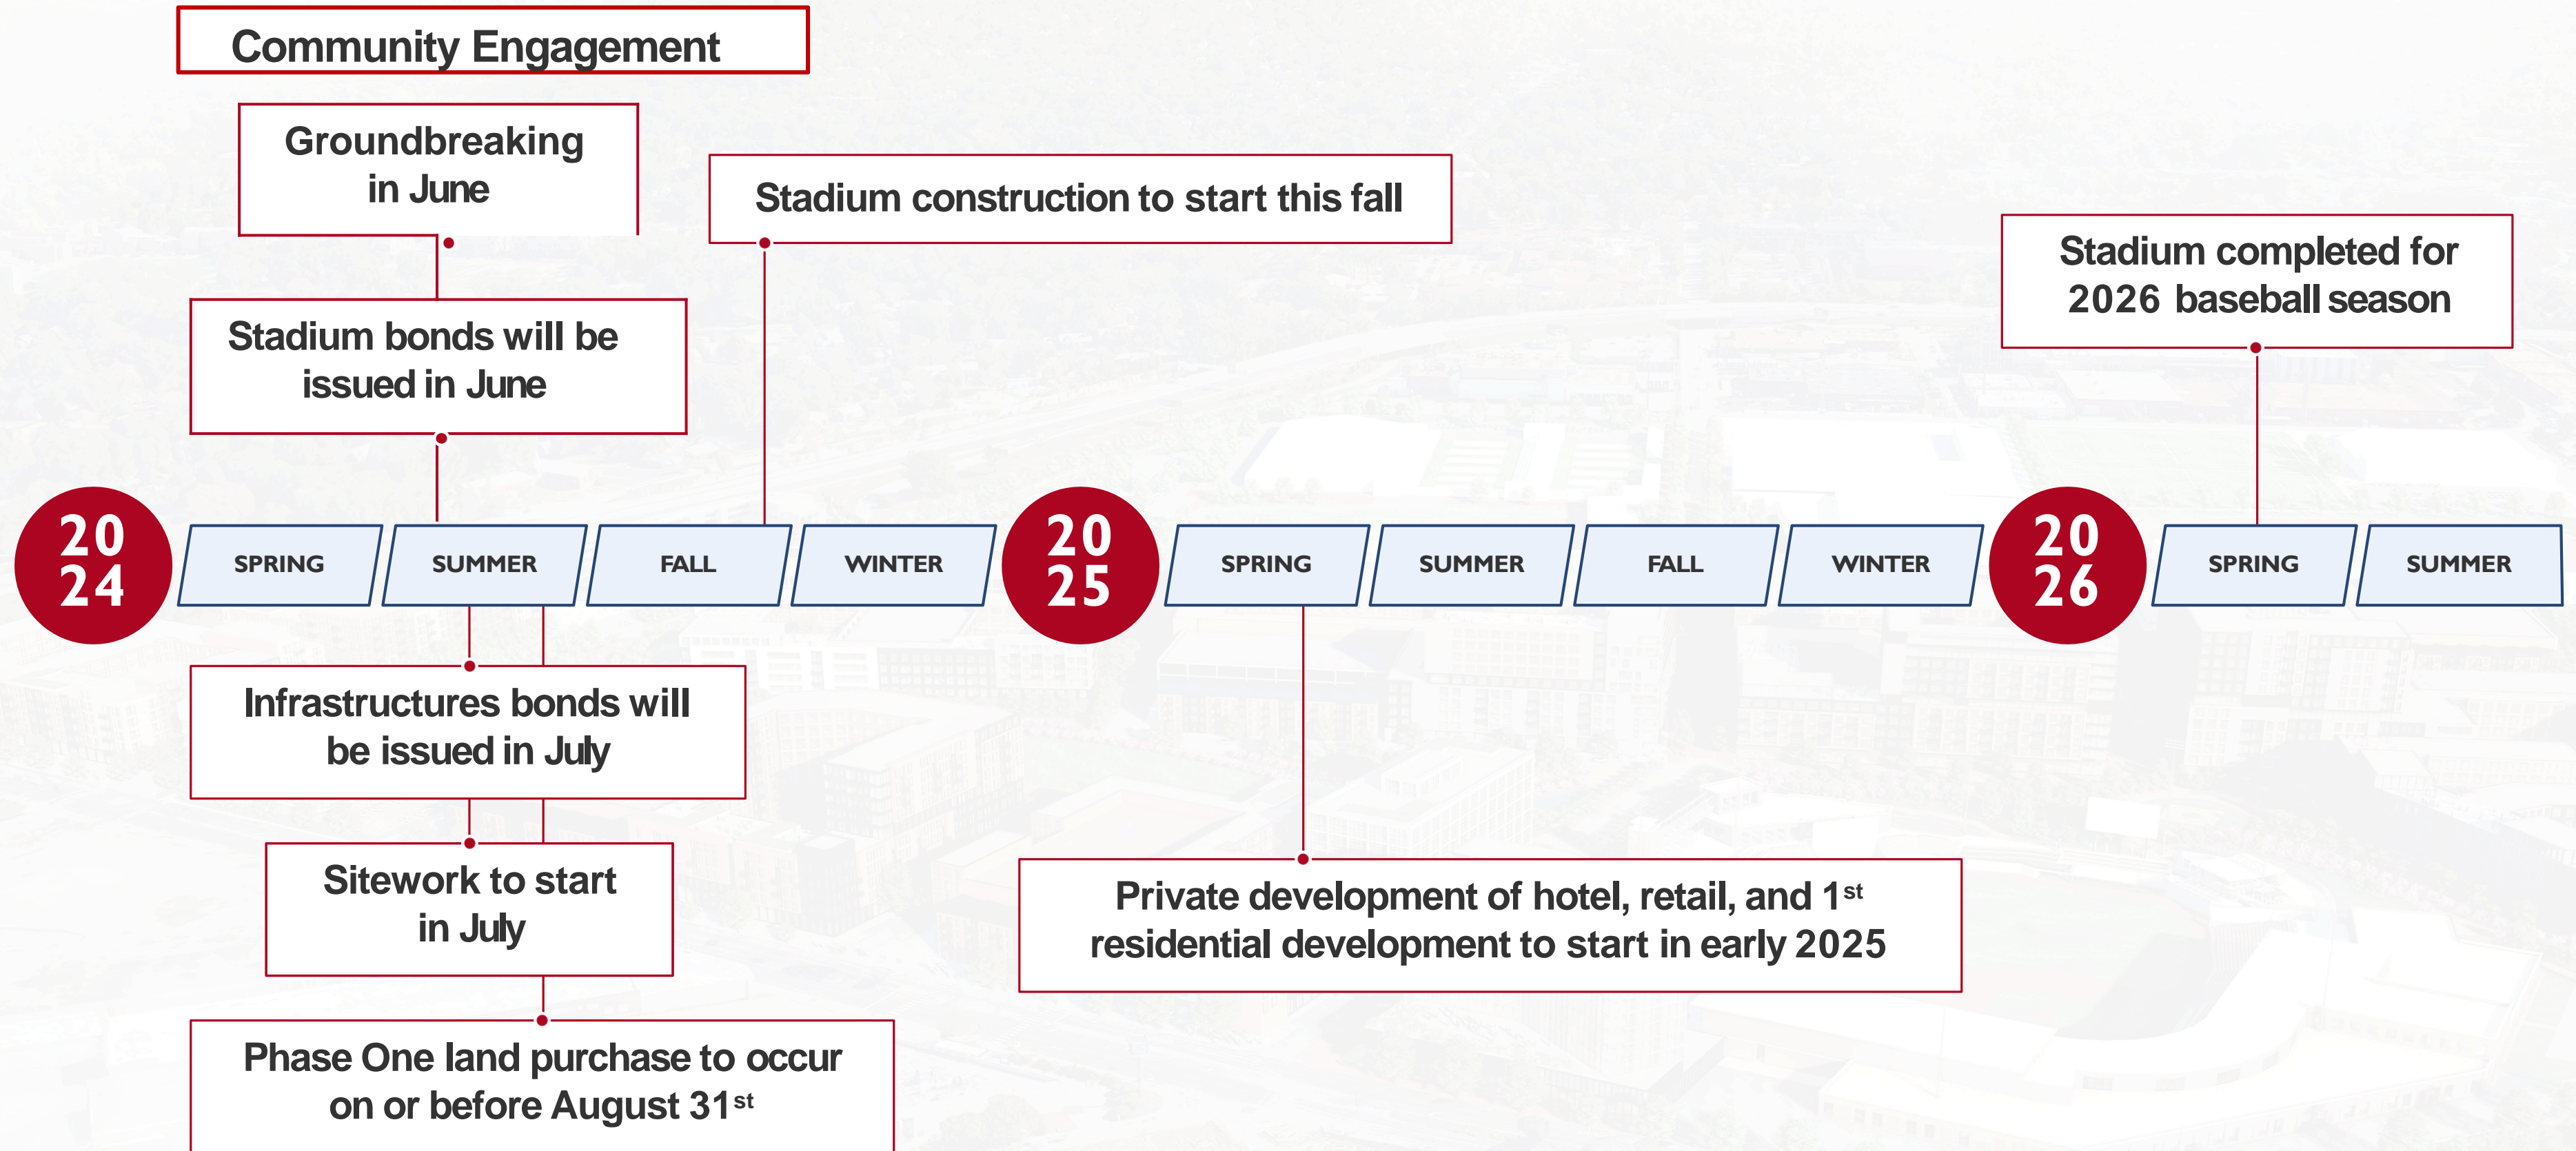 Community Engagement
Groundbreaking
in June
Stadium construction to start this fall
Stadium bonds will be
issued in June
Stadium completed for
2026 baseball season
20
24
SPRING
SUMMER
FALL
WINTER
20
25
SPRING
SUMMER
FALL
WINTER
20
26
SPRING
SUMMER
Infrastructures bonds will
be issued in July
Sitework to start
in July
Private development of hotel, retail, and 1st
residential development to start in early 2025
Phase One land purchase to occur
on or before August 31st